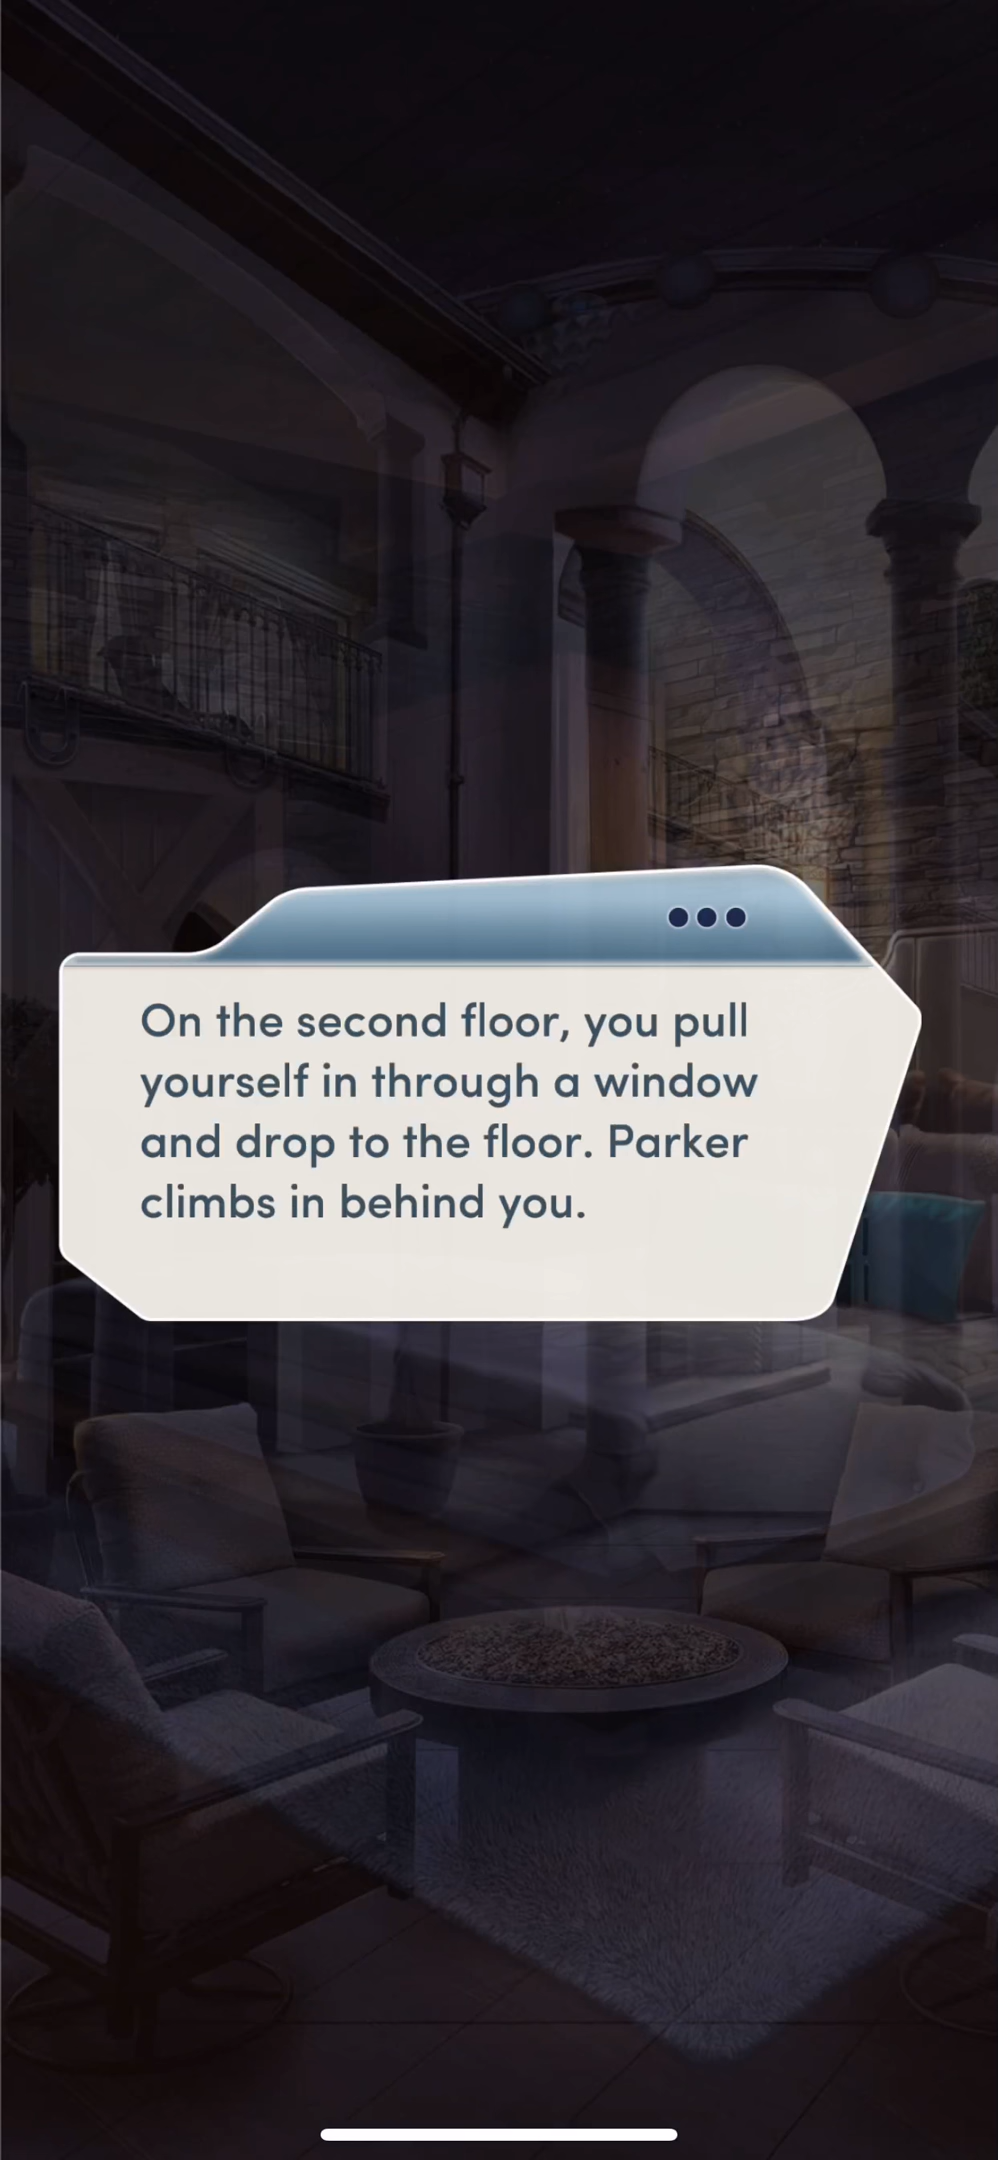 On the second floor, you pull
yourself in through a window
and drop to the floor. Parker
climbs in behind you.